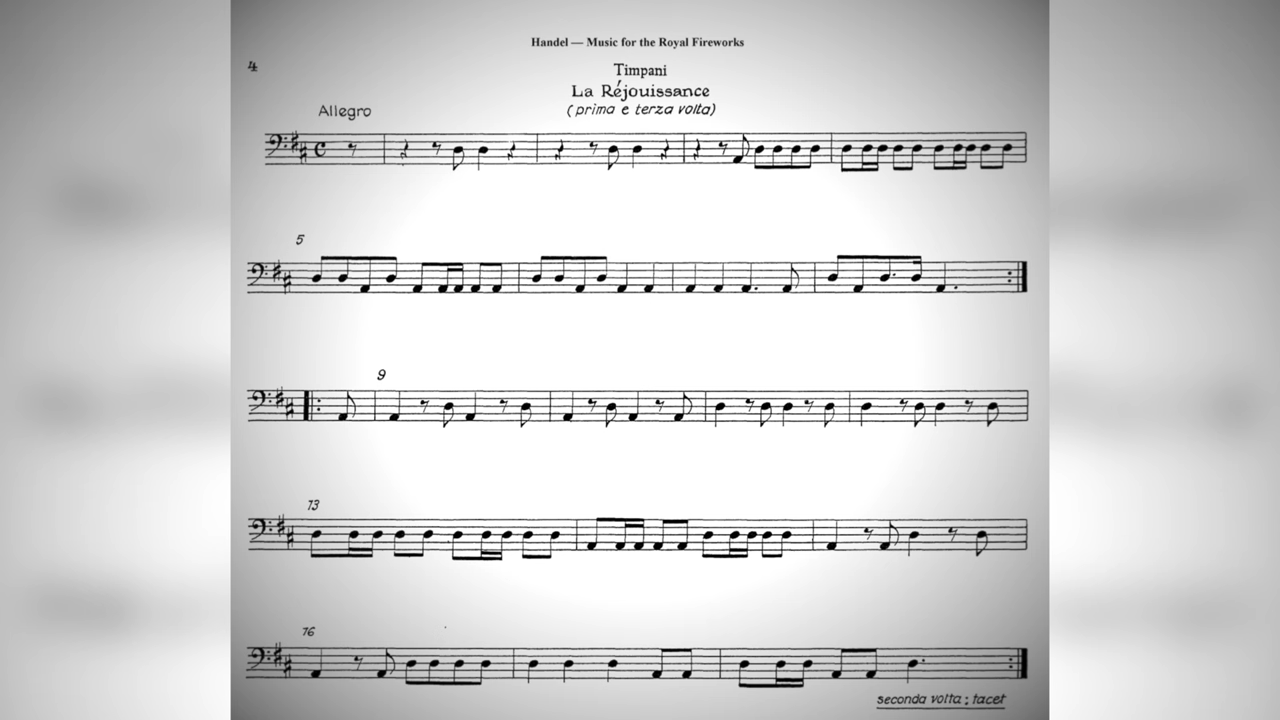 Handel — Music for the Royal Fireworks
4
Timpani
La Réjouissance
Allegro
(prima e terza volta)
5
9
13
16
seconda volta: tacet